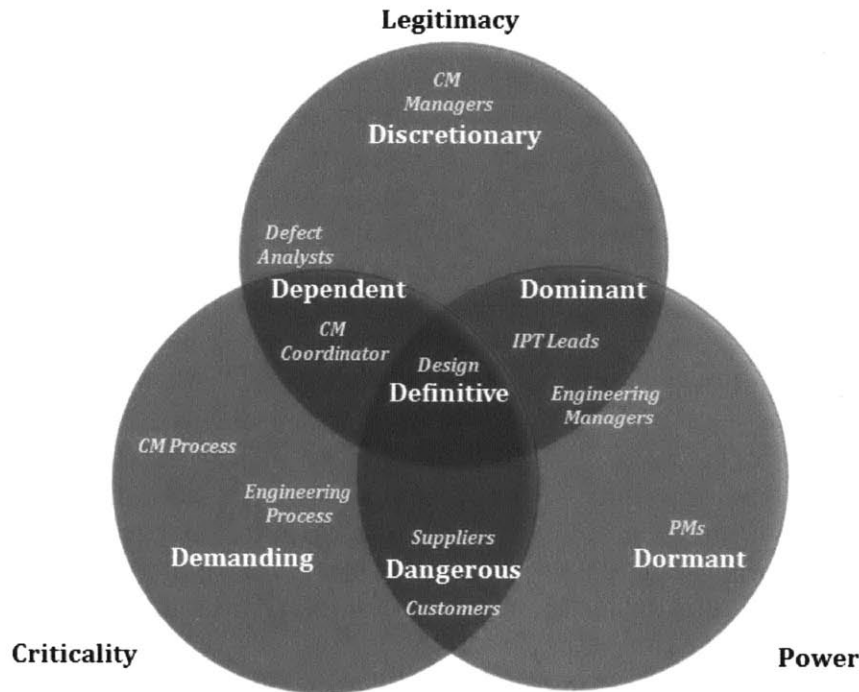 Legitimacy
CM
Managers
Discretionary
Defect
Analysts
Dependent
Dominant
CM
Coordinator
IPT Leads
Design
Definitive
Engineering
Managers
CM Process
Engineering
Process
Demanding
Suppliers
Dangerous
Customers
PMs
Dormant
Criticality
Power